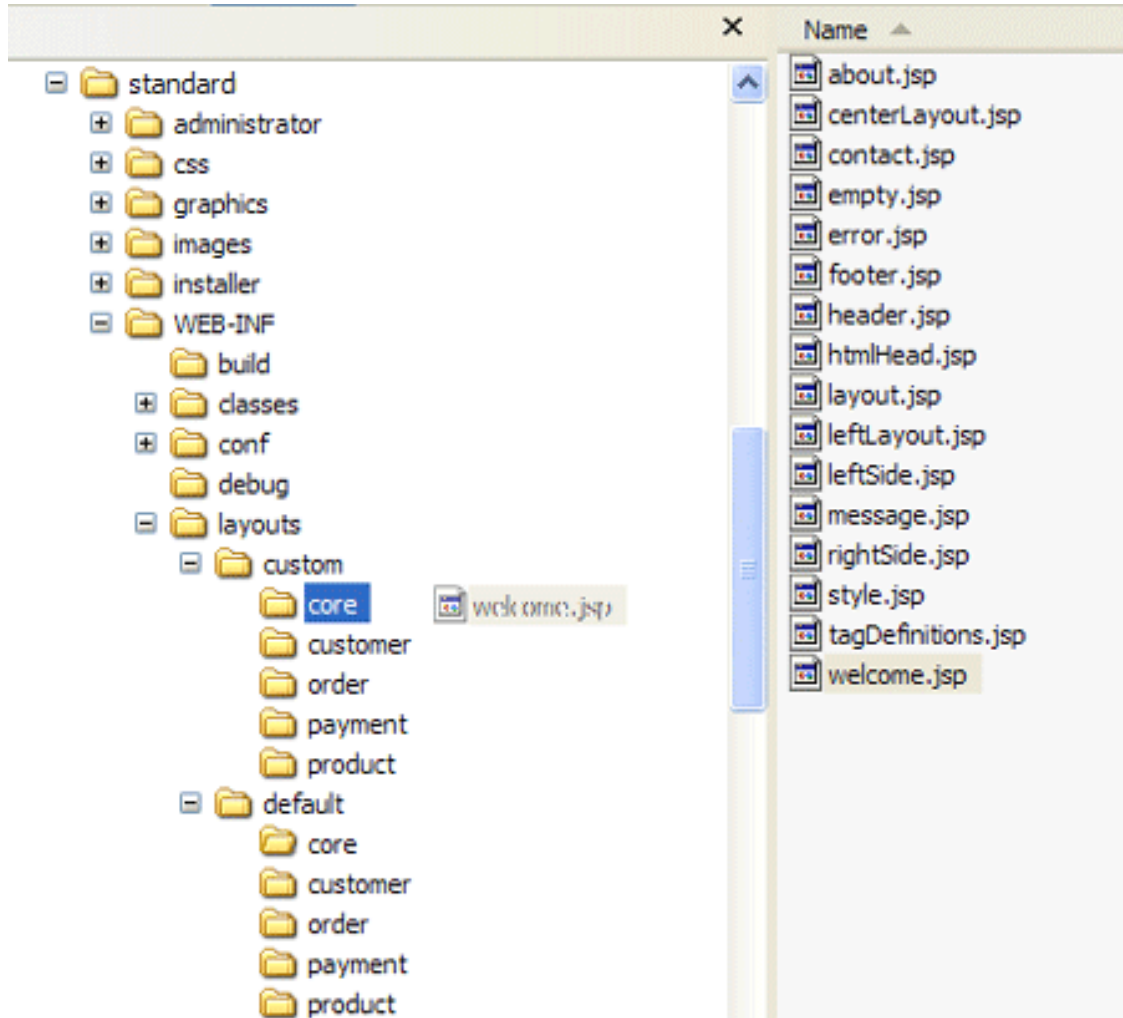 standard
administrator
css
graphics
images
installer
WEB-INF
build
classes
conf
debug
layouts
custom
core
welcome.jsp
customer
order
payment
product
default
core
customer
order
payment
product
Name
about.jsp
centerLayout.jsp
contact.jsp
empty.jsp
error.jsp
footer.jsp
header.jsp
htmlHead.jsp
layout.jsp
leftLayout.jsp
leftSide.jsp
message.jsp
rightSide.jsp
style.jsp
tagDefinitions.jsp
welcome.jsp